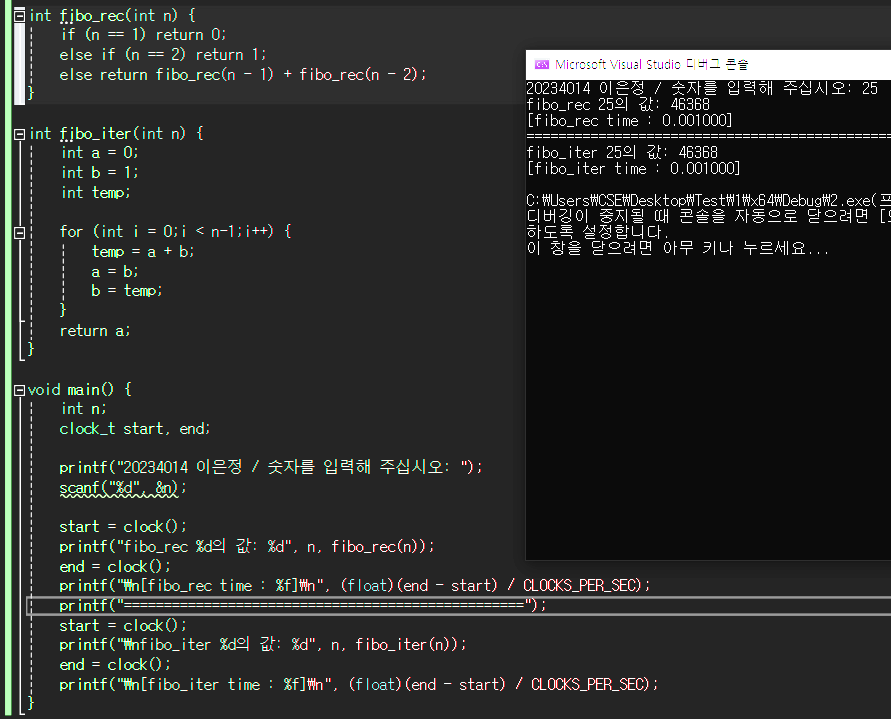 int fibo_rec(int n) {
if (n == 1) return 0;
else if (n == 2) return 1;
else return fibo_rec(n - 1) + fibo_rec(n - 2);
}
int fibo_iter(int n) {
int a = 0;
int b = 1;
int temp;
for (int i = 0;i < n-1;i++) {
temp = a + b;
a = b;
b = temp;
}
return a;
}
void main() {
int n;
clock_t start, end;
printf("20234014 이은정 / 숫자를 입력해 주십시오: ");
scanf("%d", &n);
start = clock();
printf("fibo_rec %d의 값: %d", n, fibo_rec(n));
end = clock();
printf("₩n[fibo_rec time : %f]₩n", (float)(end - start) / CLOCKS_PER_SEC);
printf("==================================================");
start = clock();
printf("₩nfibo_iter %d의 값: %d", n, fibo_iter(n));
end = clock();
printf("₩n[fibo_iter time : %f]₩n", (float)(end - start) / CLOCKS_PER_SEC);
}
Microsoft Visual Studio 디버그 콘솔
20234014 이은정 / 숫자를 입력해 주십시오: 25
fibo_rec 25의 값: 46368
[fibo_rec time : 0.001000]
==============================================
fibo_iter 25의 값: 46368
[fibo_iter time : 0.001000]
C:₩Users₩CSE₩Desktop₩Test₩1₩x64₩Debug₩2.exe(프
디버깅이 중지될 때 콘솔을 자동으로 닫으려면 [
하도록 설정합니다.
이 창을 닫으려면 아무 키나 누르세요...